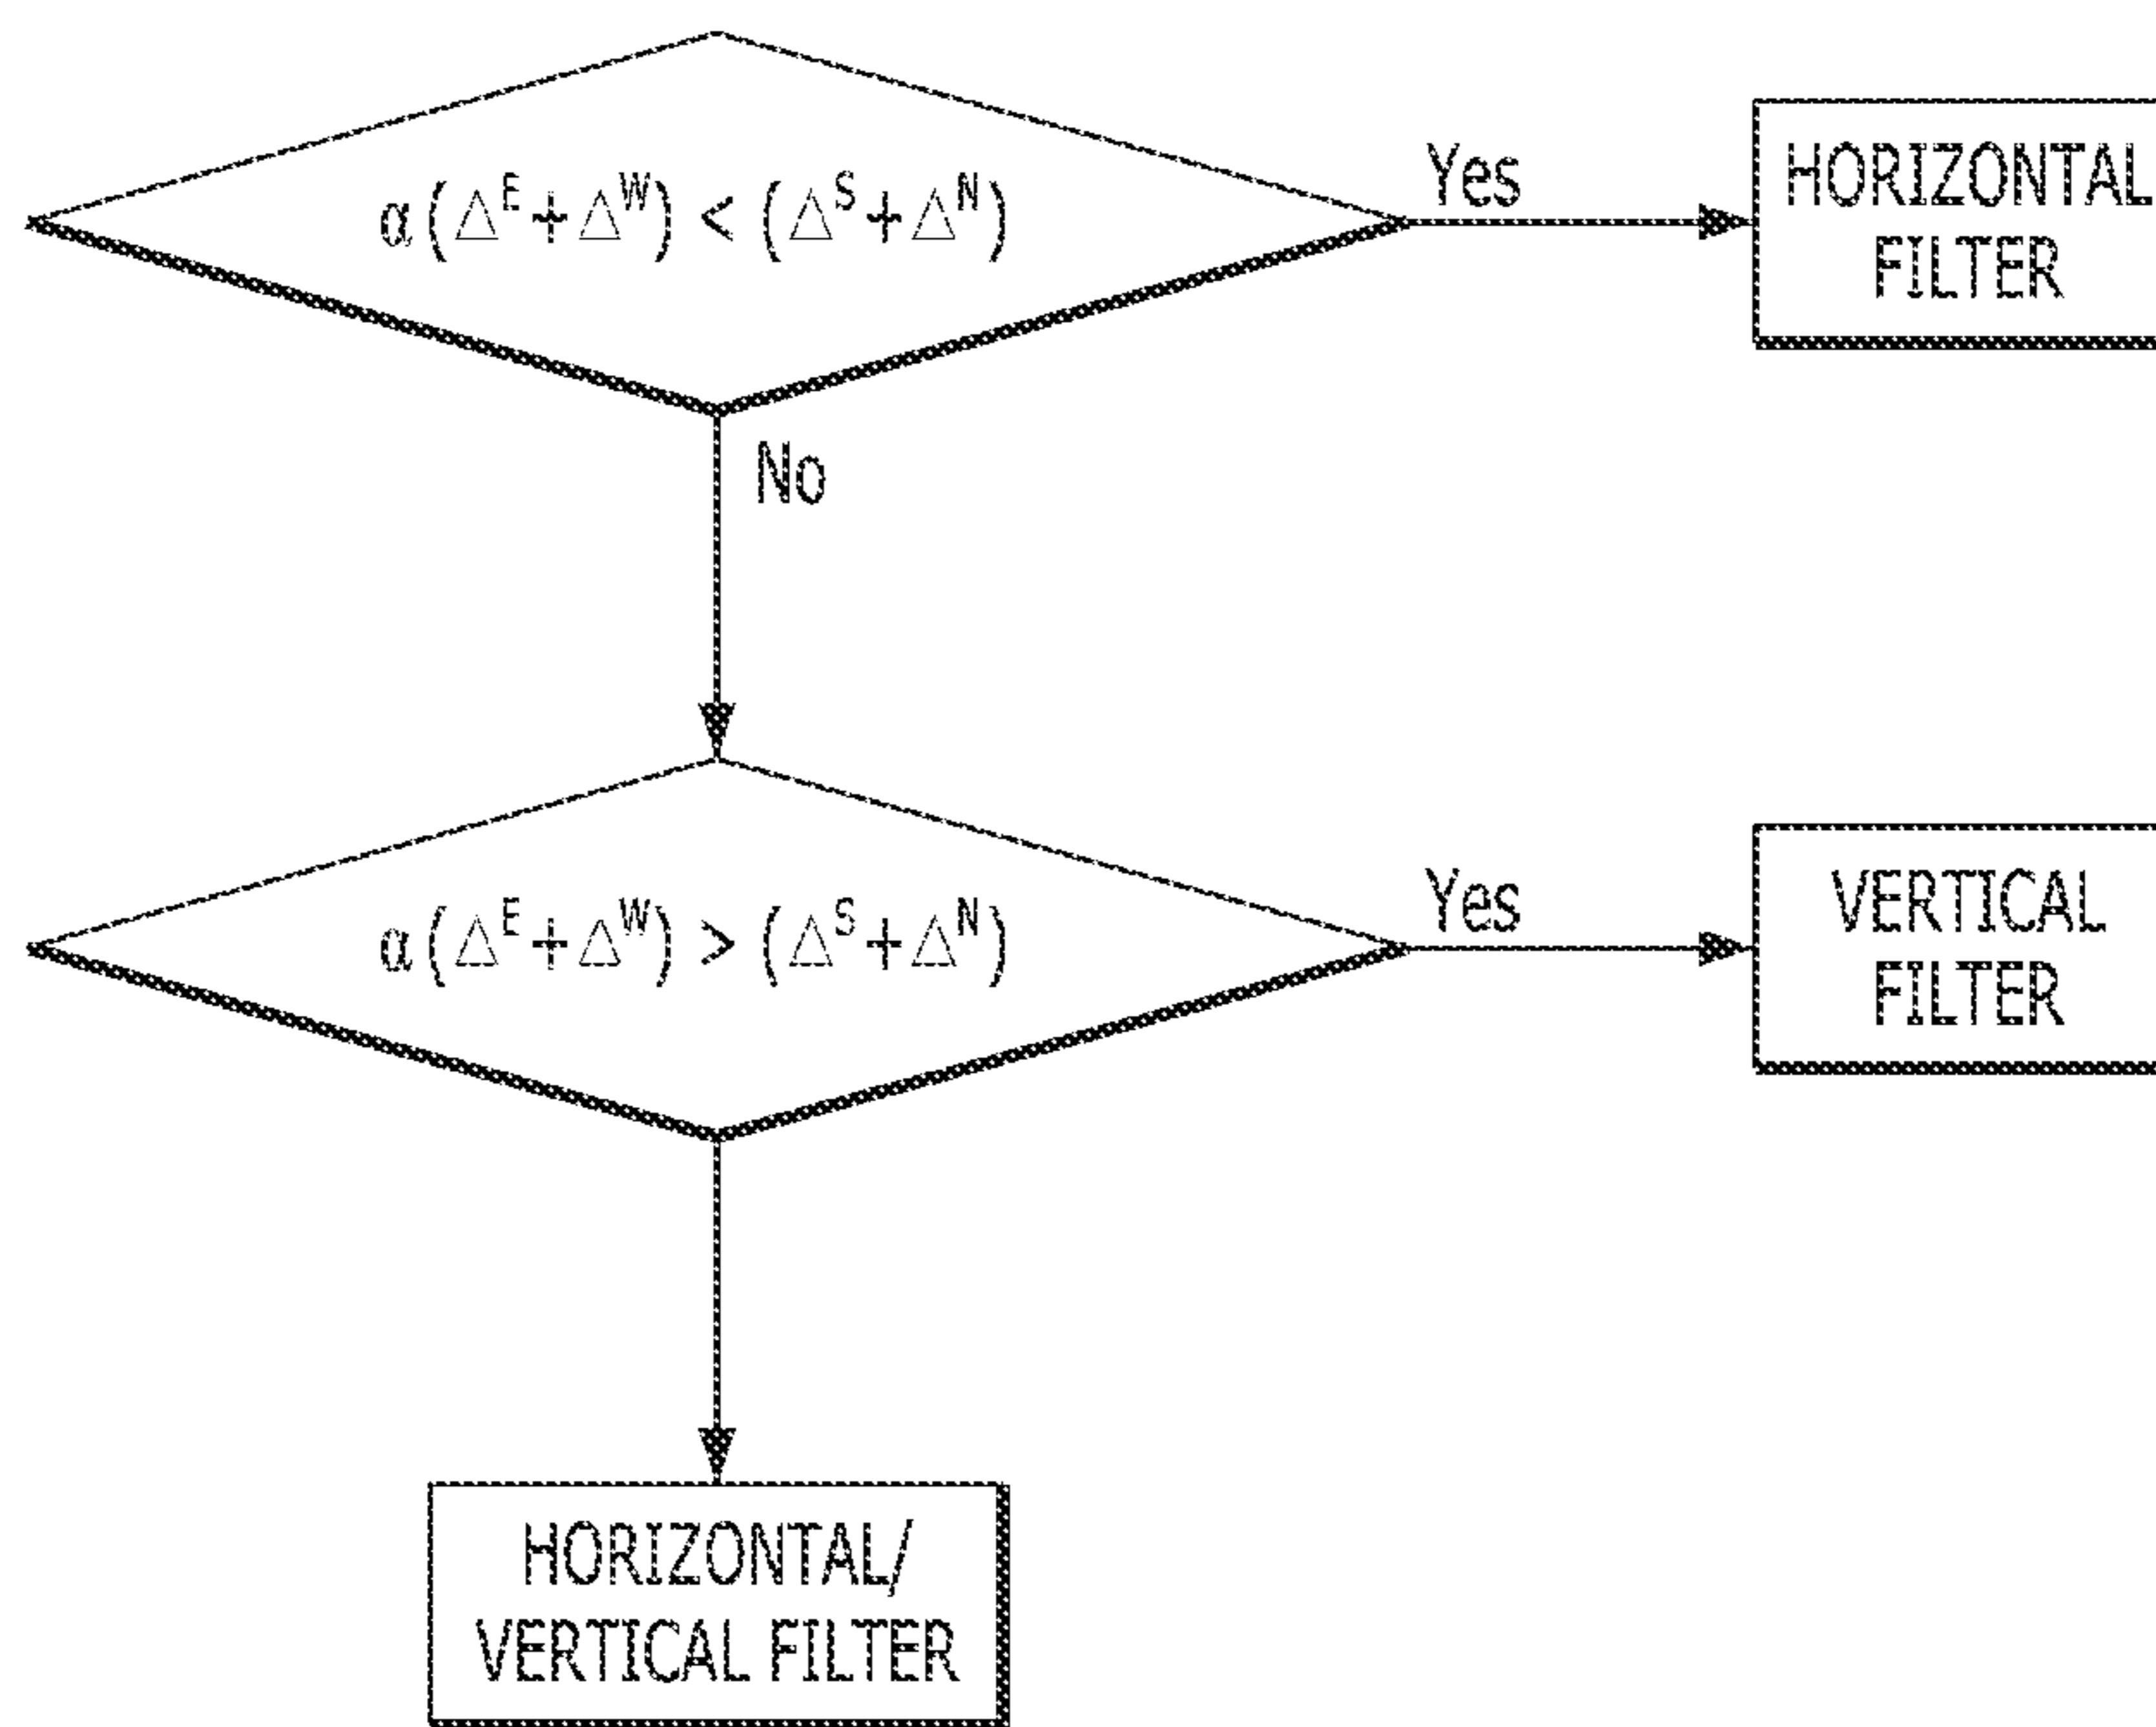 α(△ᴱ+△ᵂ) < (△ˢ+△ᴺ)
Yes
HORIZONTAL
FILTER
No
α(△ᴱ+△ᵂ) > (△ˢ+△ᴺ)
Yes
VERTICAL
FILTER
HORIZONTAL/
VERTICAL FILTER